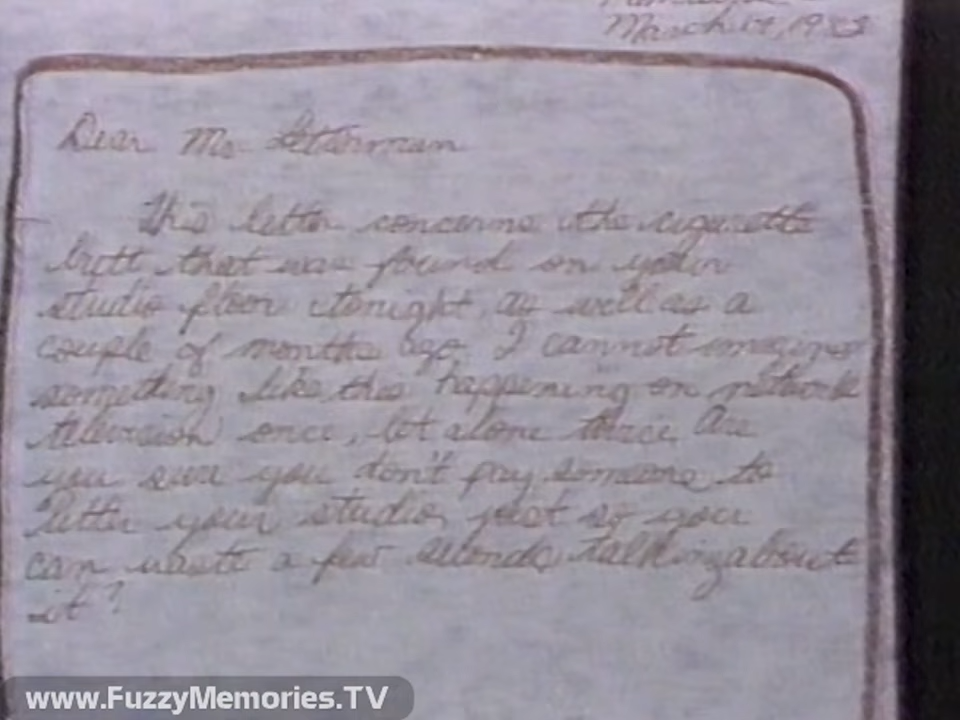 March 19, 1982
Dear Mr. Letterman
This letter concerns the cigarette
butt that was found on your
studio floor tonight, as well as a
couple of months ago. I cannot imagine
something like this happening on network
television once, let alone twice. Are
you sure you don't pay someone to
litter your studio, just so you
can waste a few seconds talking about
it?
www.FuzzyMemories.TV